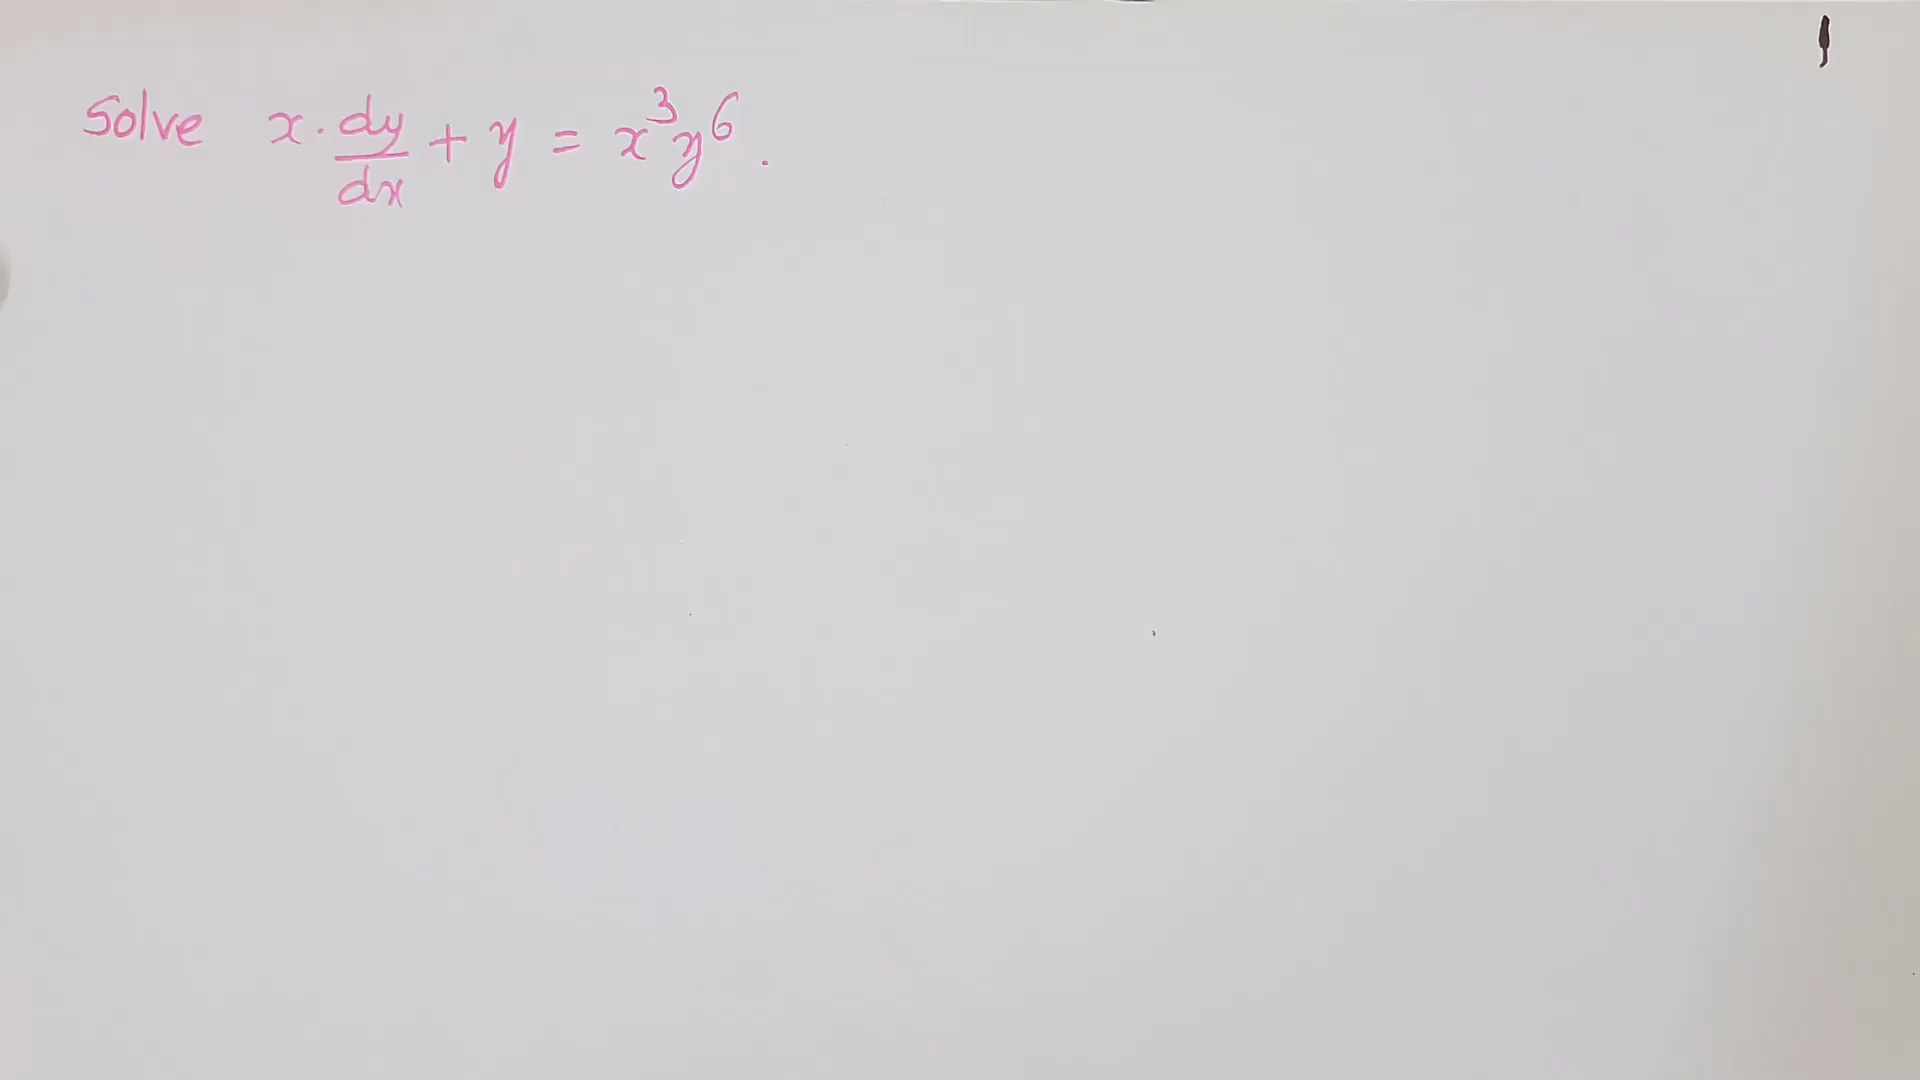 Solve x · dy/dx + y = x³y⁶.